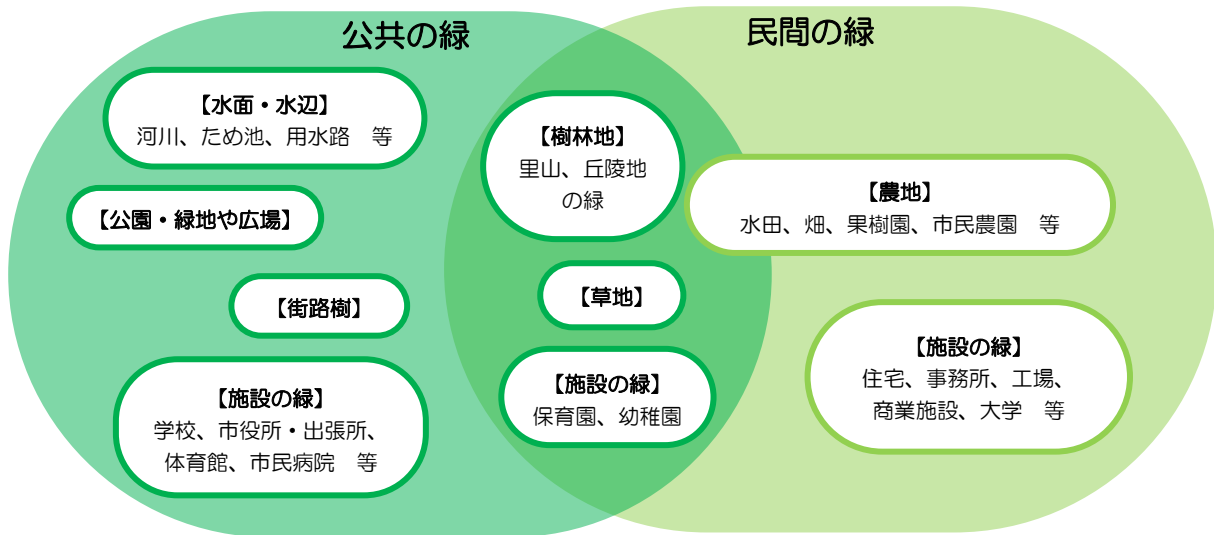 公共の緑
民間の緑
【水面・水辺】
河川、ため池、用水路　等
【公園・緑地や広場】
【街路樹】
【施設の緑】
学校、市役所・出張所、
体育館、市民病院　等
【樹林地】
里山、丘陵地
の緑
【草地】
【施設の緑】
保育園、幼稚園
【農地】
水田、畑、果樹園、市民農園　等
【施設の緑】
住宅、事務所、工場、
商業施設、大学　等